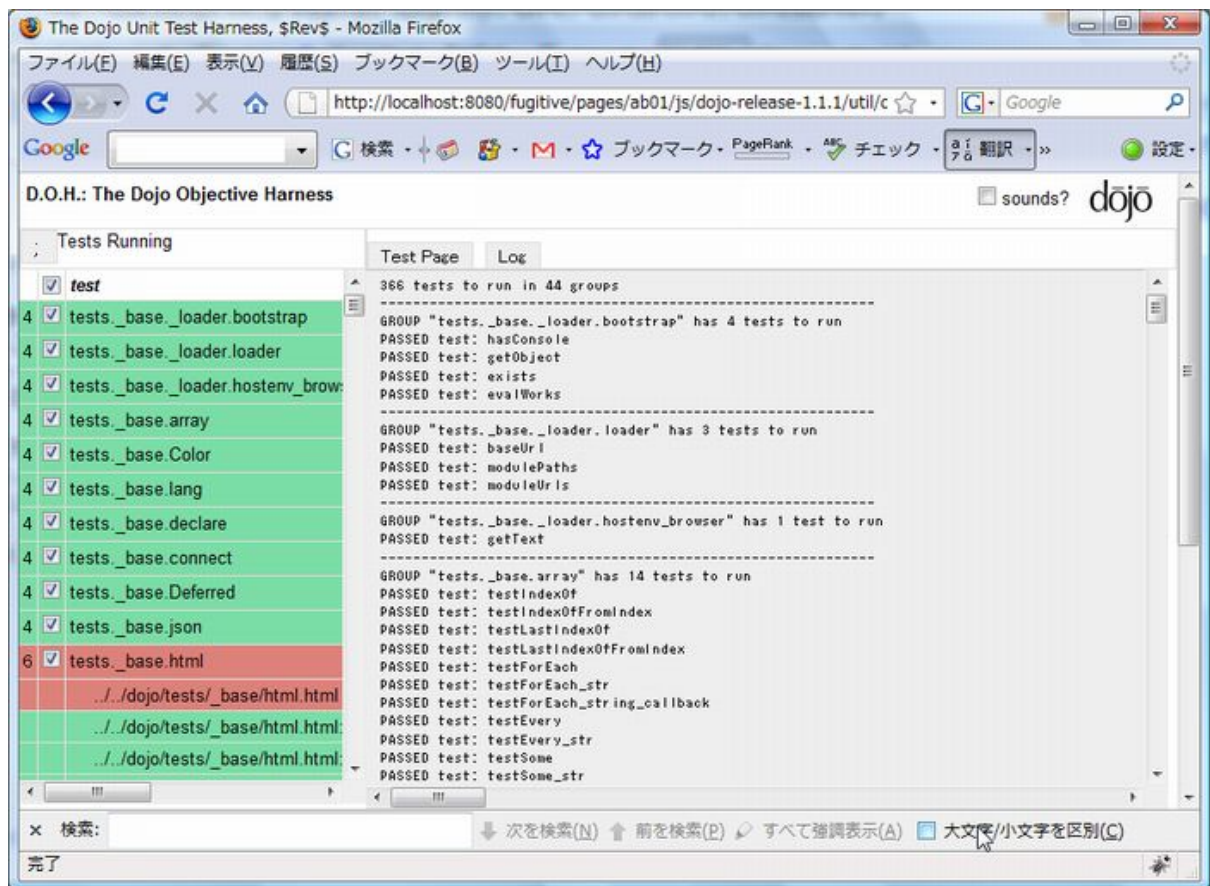 The Dojo Unit Test Harness, $Rev$ - Mozilla Firefox
ファイル(F) 編集(E) 表示(V) 履歴(S) ブックマーク(B) ツール(T) ヘルプ(H)
http://localhost:8080/fugitive/pages/ab01/js/dojo-release-1.1.1/util/c Google
Google 検索 ブックマーク PageRank チェック 翻訳 » 設定
D.O.H.: The Dojo Objective Harness sounds? dōjō
; Tests Running
Test Page Log
test
4 tests._base._loader.bootstrap
4 tests._base._loader.loader
4 tests._base._loader.hostenv_brow
4 tests._base.array
4 tests._base.Color
4 tests._base.lang
4 tests._base.declare
4 tests._base.connect
4 tests._base.Deferred
4 tests._base.json
6 tests._base.html
../../dojo/tests/_base/html.html
../../dojo/tests/_base/html.html:
../../dojo/tests/_base/html.html:
366 tests to run in 44 groups
------------------------------------------------------------
GROUP "tests._base._loader.bootstrap" has 4 tests to run
PASSED test: hasConsole
PASSED test: getObject
PASSED test: exists
PASSED test: evalWorks
------------------------------------------------------------
GROUP "tests._base._loader.loader" has 3 tests to run
PASSED test: baseUrl
PASSED test: modulePaths
PASSED test: moduleUrls
------------------------------------------------------------
GROUP "tests._base._loader.hostenv_browser" has 1 test to run
PASSED test: getText
------------------------------------------------------------
GROUP "tests._base.array" has 14 tests to run
PASSED test: testIndexOf
PASSED test: testIndexOfFromIndex
PASSED test: testLastIndexOf
PASSED test: testLastIndexOfFromIndex
PASSED test: testForEach
PASSED test: testForEach_str
PASSED test: testForEach_string_callback
PASSED test: testEvery
PASSED test: testEvery_str
PASSED test: testSome
PASSED test: testSome_str
× 検索: 次を検索(N) 前を検索(P) すべて強調表示(A) 大文字/小文字を区別(C)
完了